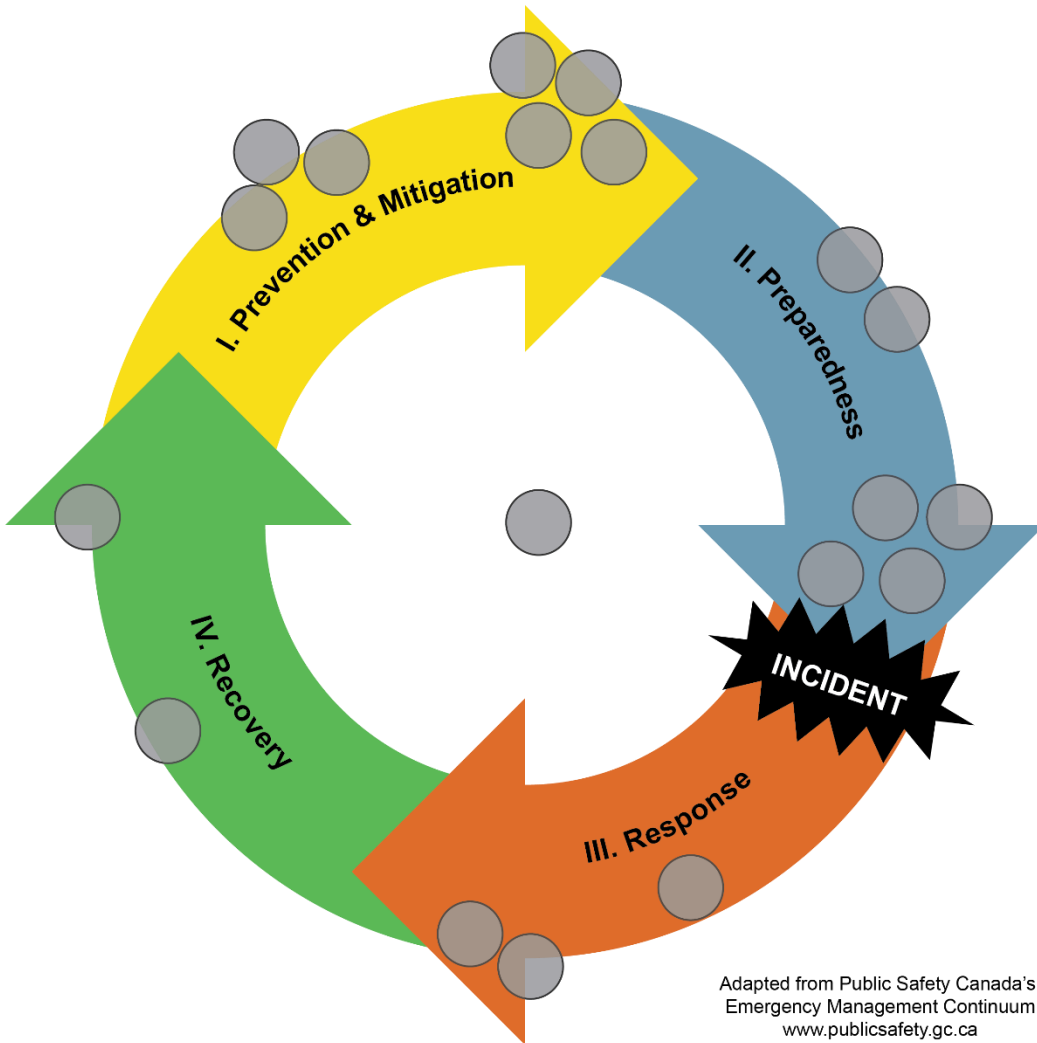 I. Prevention & Mitigation
II. Preparedness
INCIDENT
III. Response
IV. Recovery
Adapted from Public Safety Canada's
Emergency Management Continuum
www.publicsafety.gc.ca